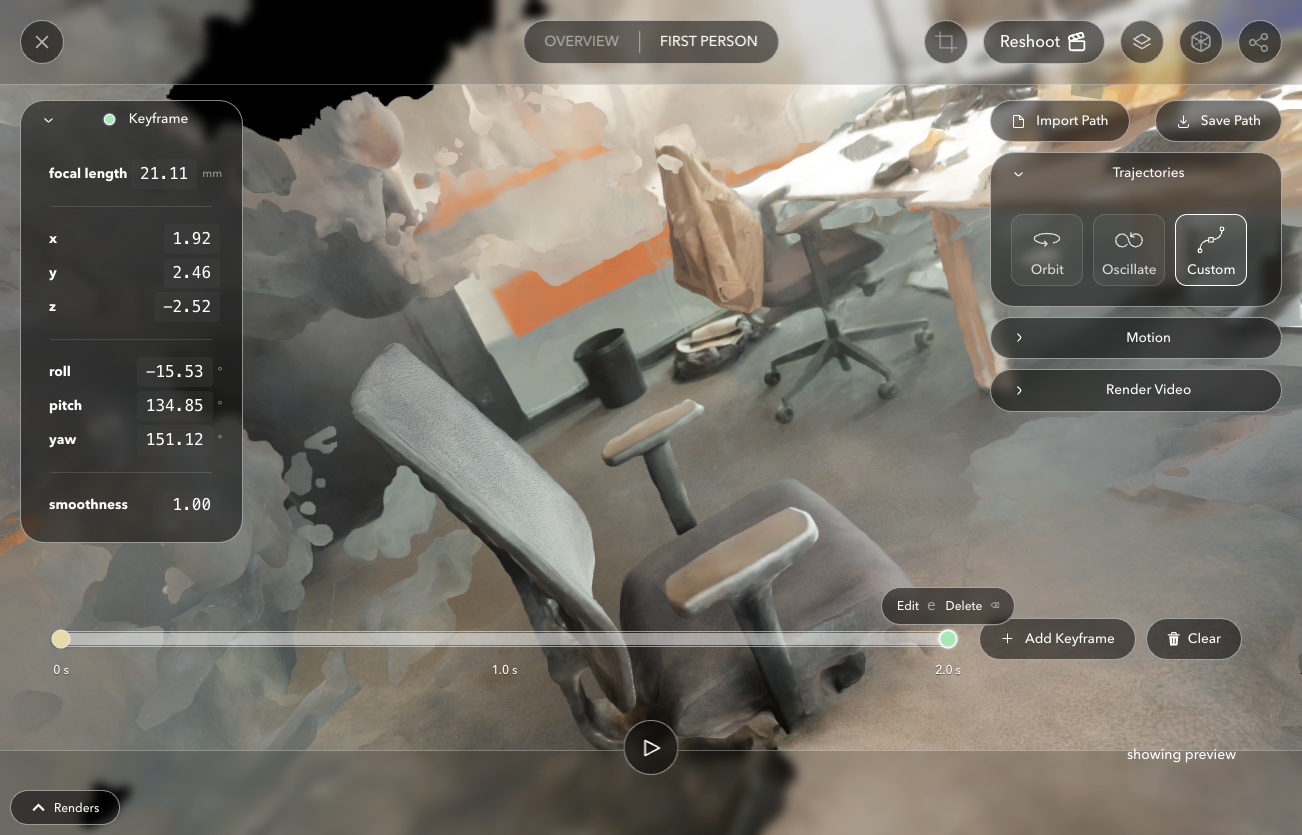 OVERVIEW
FIRST PERSON
Reshoot
Keyframe
focal length 21.11 mm
x 1.92
y 2.46
z −2.52
roll −15.53 °
pitch 134.85 °
yaw 151.12 °
smoothness 1.00
Import Path
Save Path
Trajectories
Orbit
Oscillate
Custom
Motion
Render Video
Edit e Delete ⌫
Add Keyframe
Clear
0 s
1.0 s
2.0 s
showing preview
Renders